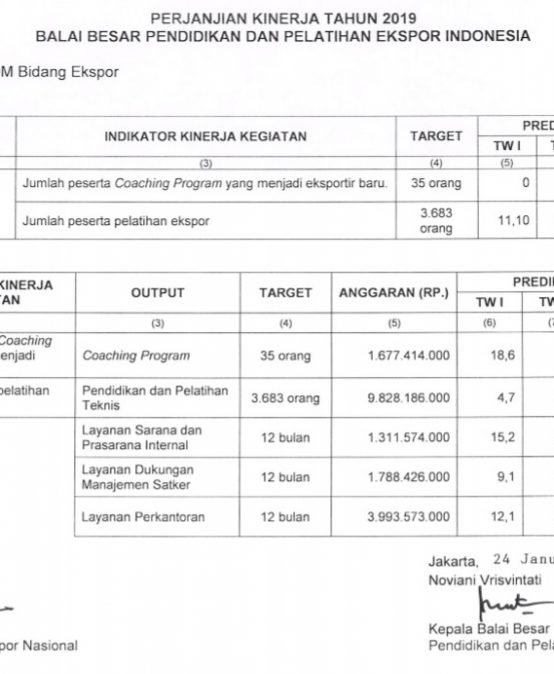 PERJANJIAN KINERJA TAHUN 2019
BALAI BESAR PENDIDIKAN DAN PELATIHAN EKSPOR INDONESIA
M Bidang Ekspor
INDIKATOR KINERJA KEGIATAN TARGET PRED
TW I T
(3) (4) (5)
Jumlah peserta Coaching Program yang menjadi eksportir baru. 35 orang 0
Jumlah peserta pelatihan ekspor 3.683 orang 11,10
KINERJA
TAN OUTPUT TARGET ANGGARAN (RP.) PREDI
TW I TW
(3) (4) (5) (6) (7
Coaching
enjadi Coaching Program 35 orang 1.677.414.000 18,6
pelatihan Pendidikan dan Pelatihan
Teknis 3.683 orang 9.828.186.000 4,7
Layanan Sarana dan
Prasarana Internal 12 bulan 1.311.574.000 15,2
Layanan Dukungan
Manajemen Satker 12 bulan 1.788.426.000 9,1
Layanan Perkantoran 12 bulan 3.993.573.000 12,1
Jakarta, 24 Janu
Noviani Vrisvintati
Kepala Balai Besar
por Nasional Pendidikan dan Pela